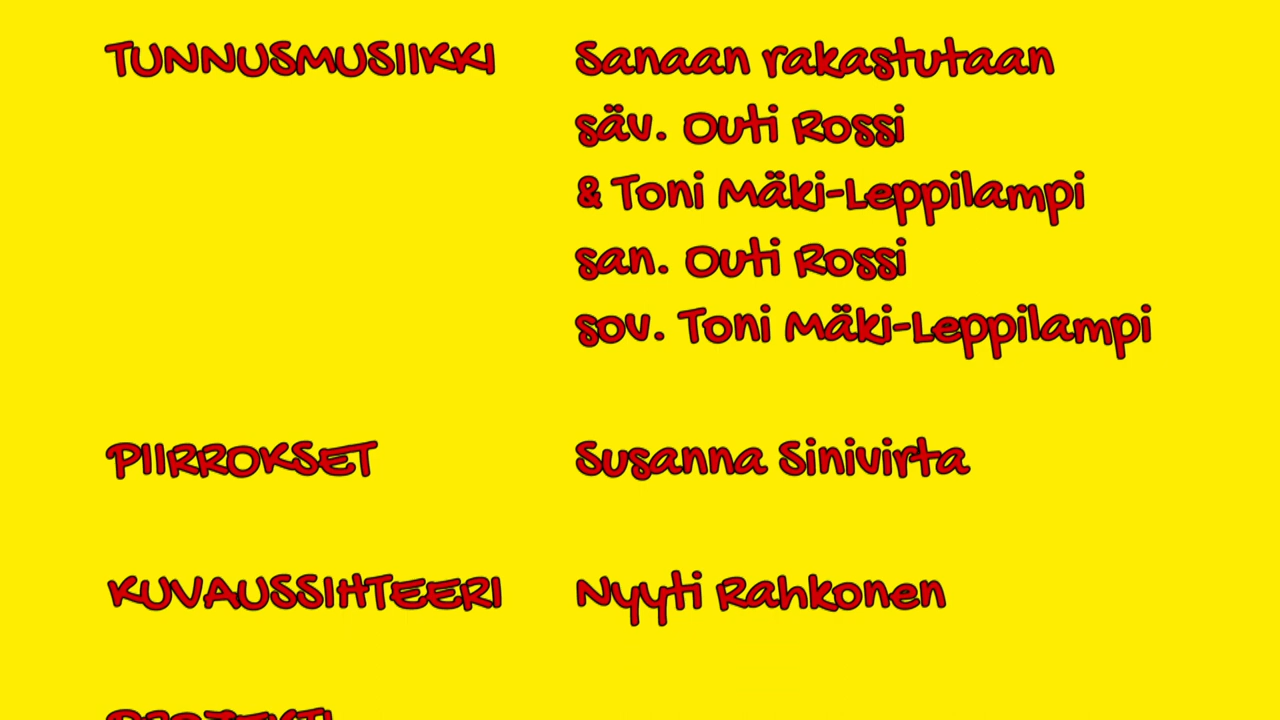 TUNNUSMUSIIKKI Sanaan rakastutaan
säv. Outi Rossi
& Toni Mäki-Leppilampi
san. Outi Rossi
sov. Toni Mäki-Leppilampi
PIIRROKSET Susanna Sinivirta
KUVAUSSIHTEERI Nyyti Rahkonen